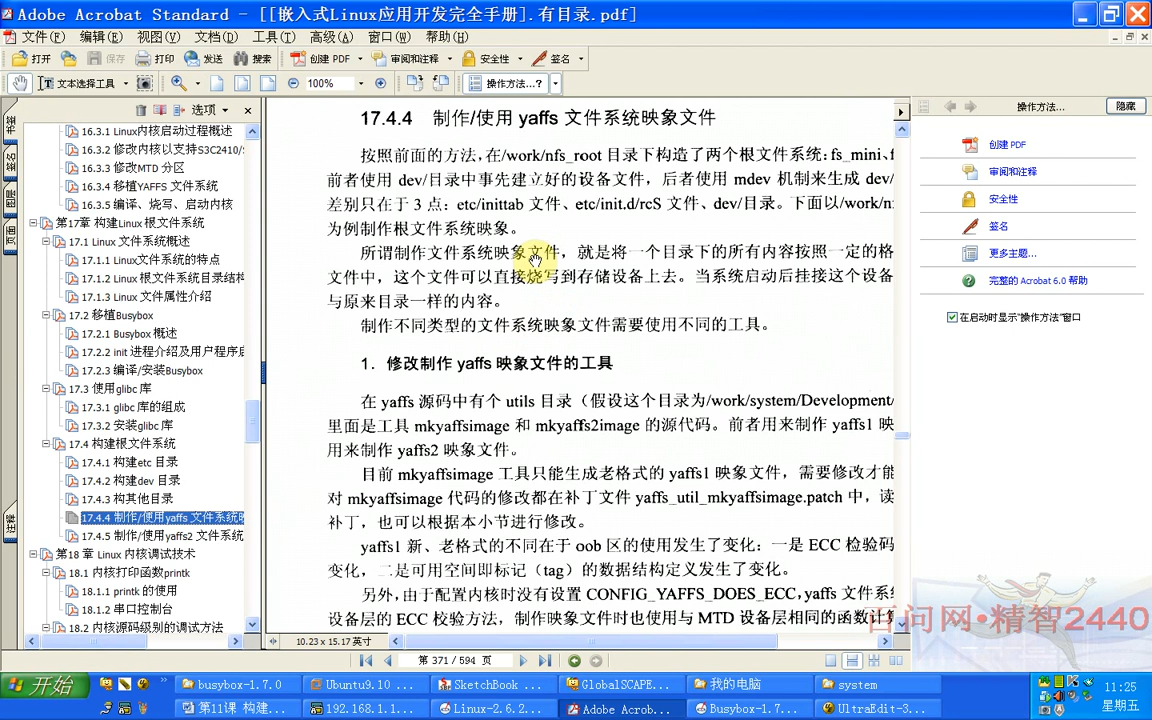 Adobe Acrobat Standard - [[嵌入式Linux应用开发完全手册].有目录.pdf]
文件(F) 编辑(E) 视图(V) 文档(D) 工具(T) 高级(A) 窗口(W) 帮助(H)
打开 保存 打印 发送 搜索 创建 PDF 审阅和注释 安全性 签名
文本选择工具 100% 操作方法...?
选项
书签
签名
图层
页面
注释
16.3.1 Linux内核启动过程概述
16.3.2 修改内核以支持S3C2410/
16.3.3 修改MTD 分区
16.3.4 移植YAFFS 文件系统
16.3.5 编译、烧写、启动内核
第17章 构建Linux 根文件系统
17.1 Linux 文件系统概述
17.1.1 Linux文件系统的特点
17.1.2 Linux 根文件系统目录结构
17.1.3 Linux 文件属性介绍
17.2 移植Busybox
17.2.1 Busybox 概述
17.2.2 init 进程介绍及用户程序启
17.2.3 编译/安装Busybox
17.3 使用glibc 库
17.3.1 glibc 库的组成
17.3.2 安装glibc 库
17.4 构建根文件系统
17.4.1 构建etc 目录
17.4.2 构建dev 目录
17.4.3 构其他目录
17.4.4 制作/使用yaffs 文件系统映
17.4.5 制作/使用yaffs2 文件系统
第18 章 Linux 内核调试技术
18.1 内核打印函数printk
18.1.1 printk 的使用
18.1.2 串口控制台
18.2 内核源码级别的调试方法
17.4.4 制作/使用 yaffs 文件系统映象文件
按照前面的方法，在/work/nfs_root 目录下构造了两个根文件系统：fs_mini、f
前者使用 dev/目录中事先建立好的设备文件，后者使用 mdev 机制来生成 dev/
差别只在于 3 点：etc/inittab 文件、etc/init.d/rcS 文件、dev/目录。下面以/work/n
为例制作根文件系统映象。
所谓制作文件系统映象文件，就是将一个目录下的所有内容按照一定的格
文件中，这个文件可以直接烧写到存储设备上去。当系统启动后挂接这个设备
与原来目录一样的内容。
制作不同类型的文件系统映象文件需要使用不同的工具。
1．修改制作 yaffs 映象文件的工具
在 yaffs 源码中有个 utils 目录（假设这个目录为/work/system/Development/
里面是工具 mkyaffsimage 和 mkyaffs2image 的源代码。前者用来制作 yaffs1 映
用来制作 yaffs2 映象文件。
目前 mkyaffsimage 工具只能生成老格式的 yaffs1 映象文件，需要修改才能
对 mkyaffsimage 代码的修改都在补丁文件 yaffs_util_mkyaffsimage.patch 中，读
补丁，也可以根据本小节进行修改。
yaffs1 新、老格式的不同在于 oob 区的使用发生了变化：一是 ECC 检验码
变化，二是可用空间即标记（tag）的数据结构定义发生了变化。
另外，由于配置内核时没有设置 CONFIG_YAFFS_DOES_ECC，yaffs 文件系统
设备层的 ECC 校验方法，制作映象文件时也使用与 MTD 设备层相同的函数计算
操作方法... 隐藏
创建 PDF
审阅和注释
安全性
签名
更多主题...
完整的 Acrobat 6.0 帮助
在启动时显示"操作方法"窗口
百问网•精智2440
10.23 x 15.17 英寸
第 371 / 594 页
开始
busybox-1.7.0 Ubuntu9.10 ... SketchBook ... GlobalSCAPE... 我的电脑 system
第11课 构建... 192.168.1.1... Linux-2.6.2... Adobe Acrob... Busybox-1.7... UltraEdit-3...
11:25
星期五